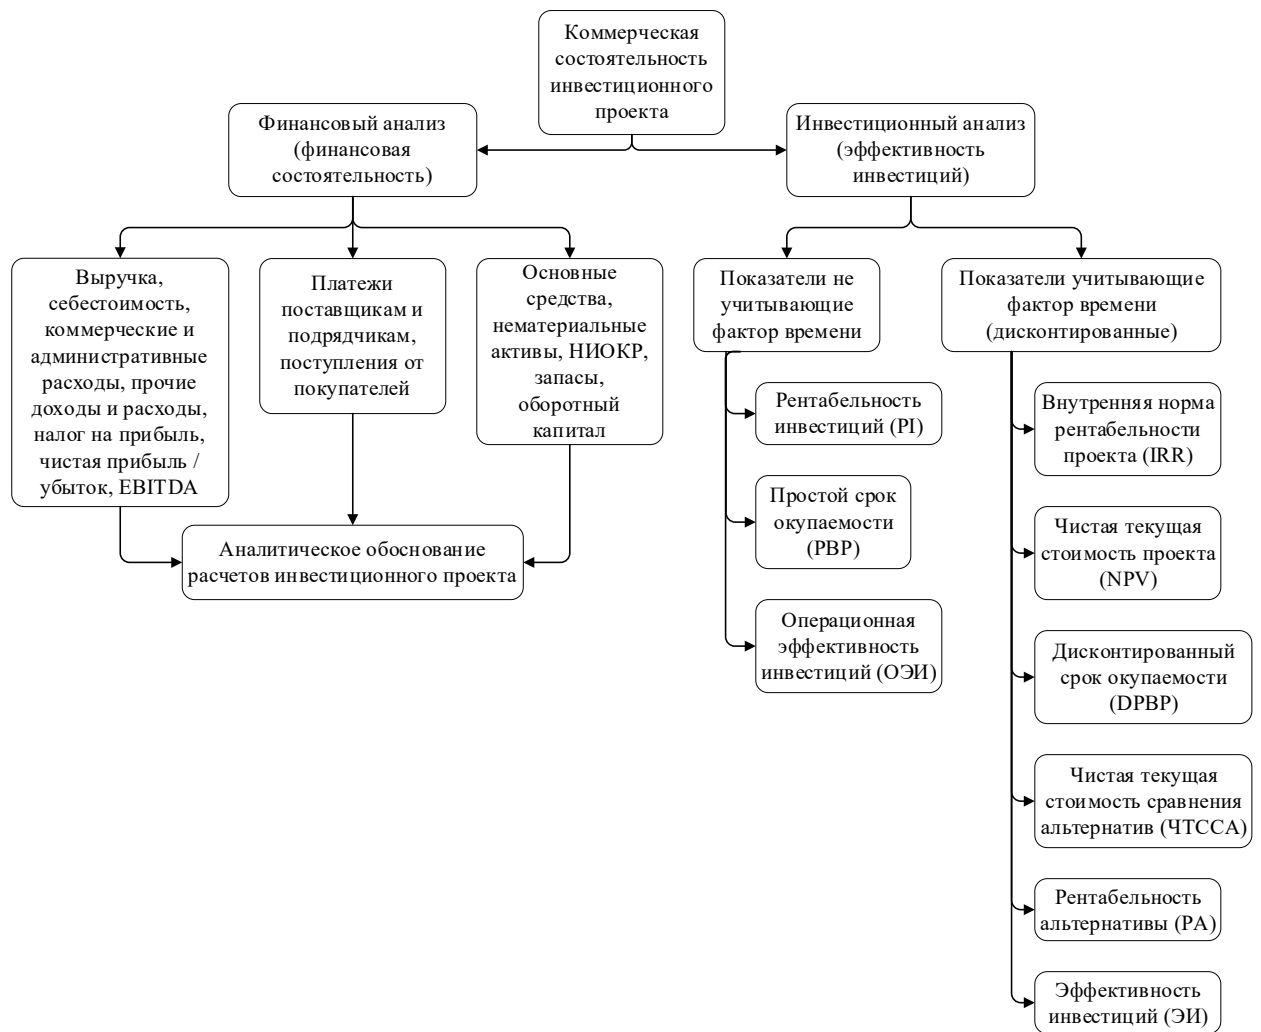 Коммерческая
состоятельность
инвестиционного
проекта
Финансовый анализ
(финансовая
состоятельность)
Инвестиционный анализ
(эффективность
инвестиций)
Выручка,
себестоимость,
коммерческие и
административные
расходы, прочие
доходы и расходы,
налог на прибыль,
чистая прибыль /
убыток, EBITDA
Платежи
поставщикам и
подрядчикам,
поступления от
покупателей
Основные
средства,
нематериальные
активы, НИОКР,
запасы,
оборотный
капитал
Аналитическое обоснование
расчетов инвестиционного проекта
Показатели не
учитывающие
фактор времени
Рентабельность
инвестиций (PI)
Простой срок
окупаемости
(PBP)
Операционная
эффективность
инвестиций (ОЭИ)
Показатели учитывающие
фактор времени
(дисконтированные)
Внутренняя норма
рентабельности
проекта (IRR)
Чистая текущая
стоимость проекта
(NPV)
Дисконтированный
срок окупаемости
(DPBP)
Чистая текущая
стоимость сравнения
альтернатив (ЧТССА)
Рентабельность
альтернативы (РА)
Эффективность
инвестиций (ЭИ)